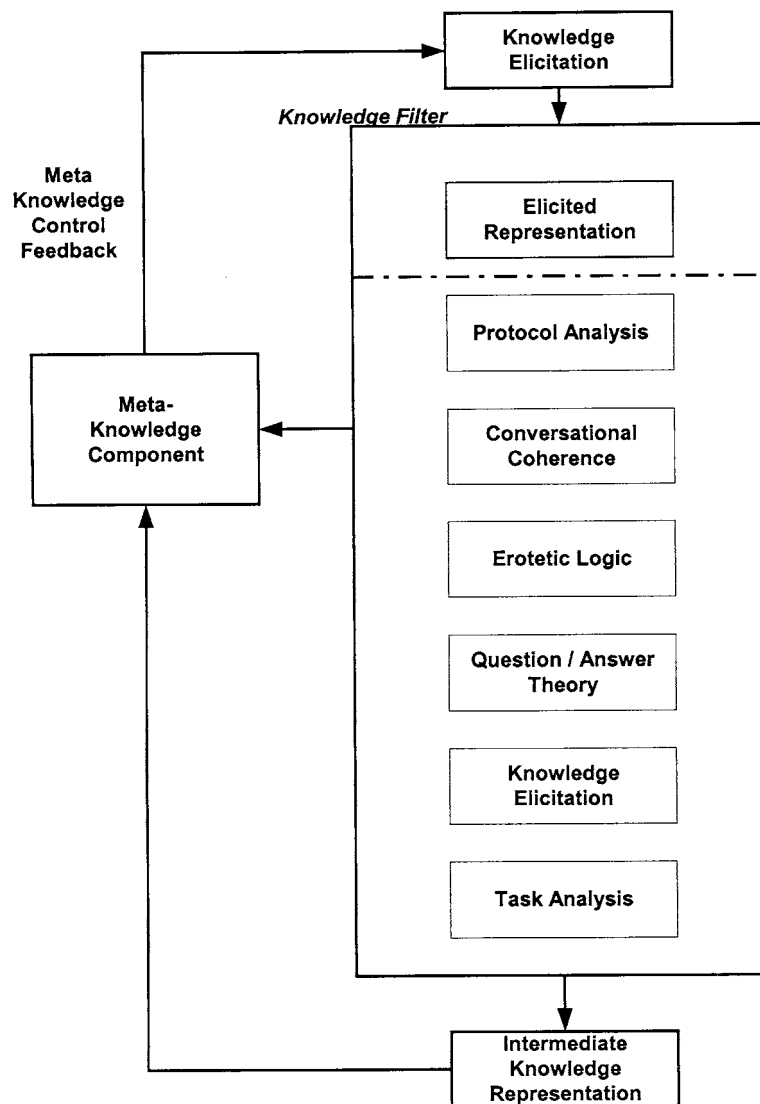 Knowledge
Elicitation
Knowledge Filter
Meta
Knowledge
Control
Feedback
Elicited
Representation
Protocol Analysis
Meta-
Knowledge
Component
Conversational
Coherence
Erotetic Logic
Question / Answer
Theory
Knowledge
Elicitation
Task Analysis
Intermediate
Knowledge
Representation